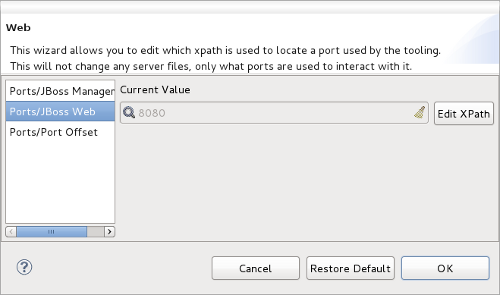 Web
This wizard allows you to edit which xpath is used to locate a port used by the tooling.
This will not change any server files, only what ports are used to interact with it.
Ports/JBoss Manager
Ports/JBoss Web
Ports/Port Offset
Current Value
8080
Edit XPath
?
Cancel
Restore Default
OK